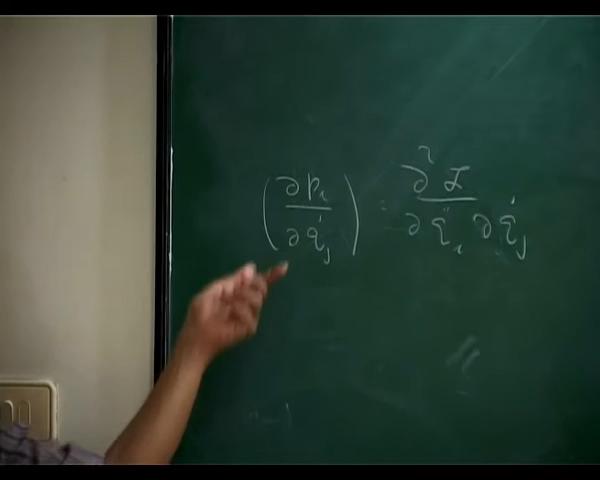 (∂p_i / ∂q̇_j) = ∂²L / ∂q̇_i ∂q̇_j